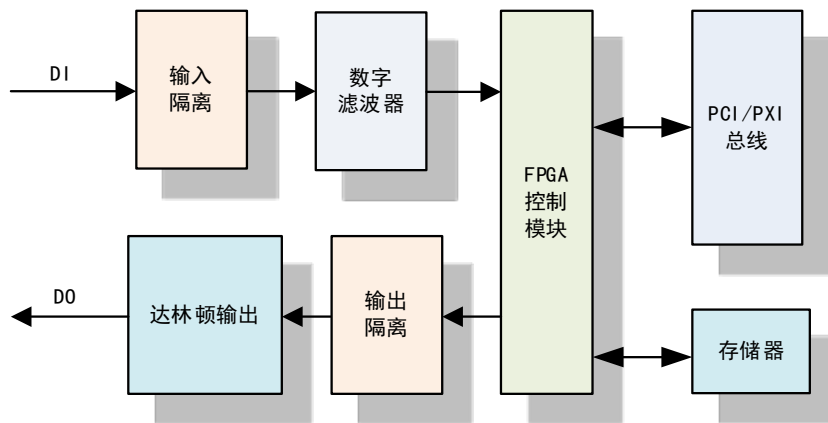 DI
输入
隔离
数字
滤波器
FPGA
控制
模块
PCI/PXI
总线
DO
达林顿输出
输出
隔离
存储器